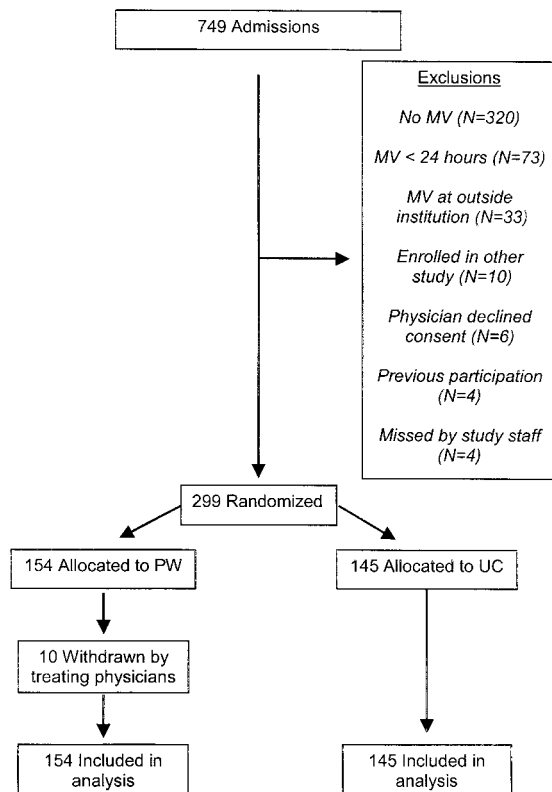 749 Admissions
Exclusions
No MV (N=320)
MV < 24 hours (N=73)
MV at outside
institution (N=33)
Enrolled in other
study (N=10)
Physician declined
consent (N=6)
Previous participation
(N=4)
Missed by study staff
(N=4)
299 Randomized
154 Allocated to PW
145 Allocated to UC
10 Withdrawn by
treating physicians
154 Included in
analysis
145 Included in
analysis